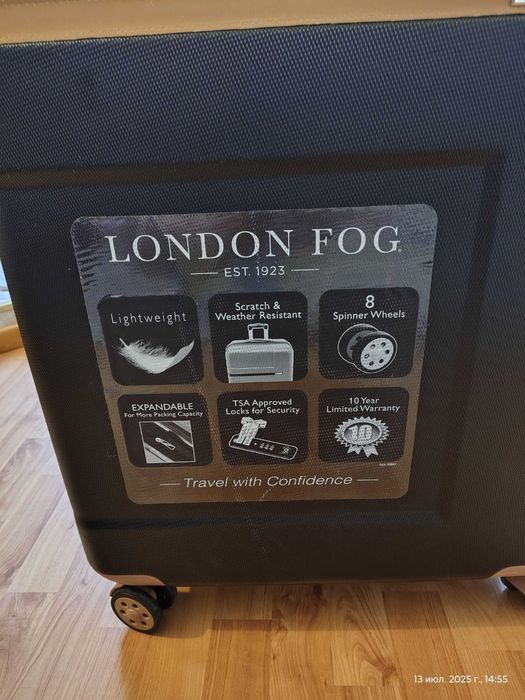 LONDON FOG®
EST. 1923
Lightweight
Scratch &
Weather Resistant
8
Spinner Wheels
EXPANDABLE
For More Packing Capacity
TSA Approved
Locks for Security
10 Year
Limited Warranty
10
Travel with Confidence
13 июл. 2025 г., 14:55